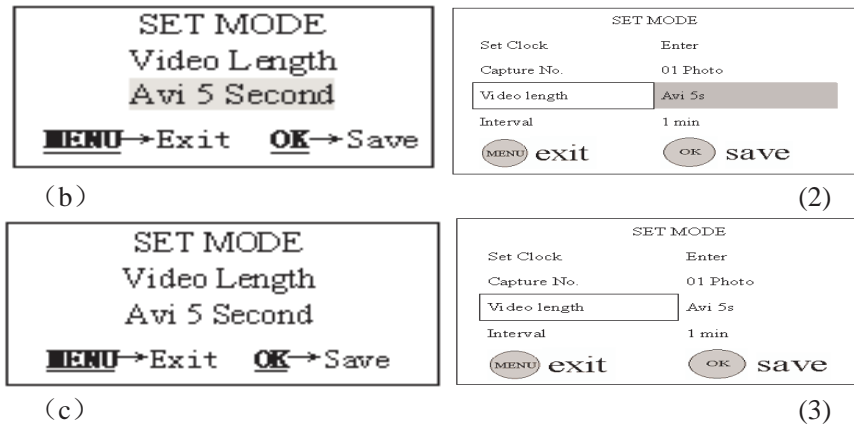 SET MODE
Video Length
Avi 5 Second
MENU→Exit OK→Save
SET MODE
Set Clock Enter
Capture No. 01 Photo
Video length Avi 5s
Interval 1 min
MENU exit OK save
（b） (2)
SET MODE
Video Length
Avi 5 Second
MENU→Exit OK→Save
SET MODE
Set Clock Enter
Capture No. 01 Photo
Video length Avi 5s
Interval 1 min
MENU exit OK save
（c） (3)